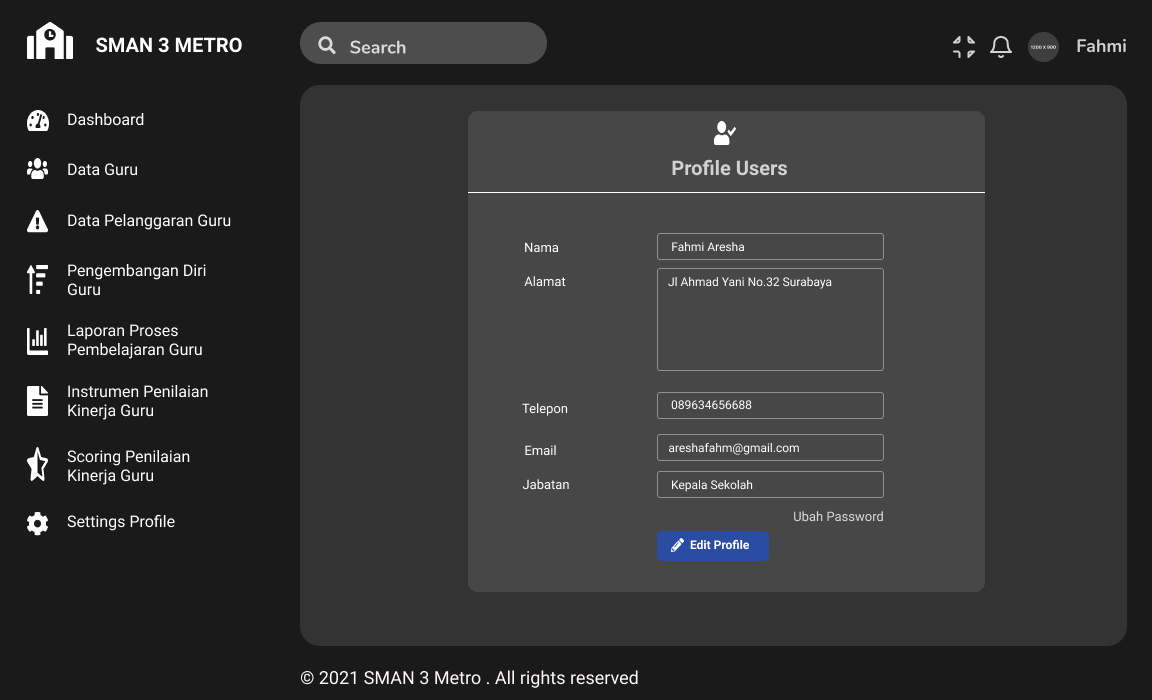 SMAN 3 METRO
Search
1200 X 900
Fahmi
Dashboard
Data Guru
Data Pelanggaran Guru
Pengembangan Diri
Guru
Laporan Proses
Pembelajaran Guru
Instrumen Penilaian
Kinerja Guru
Scoring Penilaian
Kinerja Guru
Settings Profile
Profile Users
Nama
Fahmi Aresha
Alamat
Jl Ahmad Yani No.32 Surabaya
Telepon
089634656688
Email
areshafahm@gmail.com
Jabatan
Kepala Sekolah
Ubah Password
Edit Profile
© 2021 SMAN 3 Metro . All rights reserved